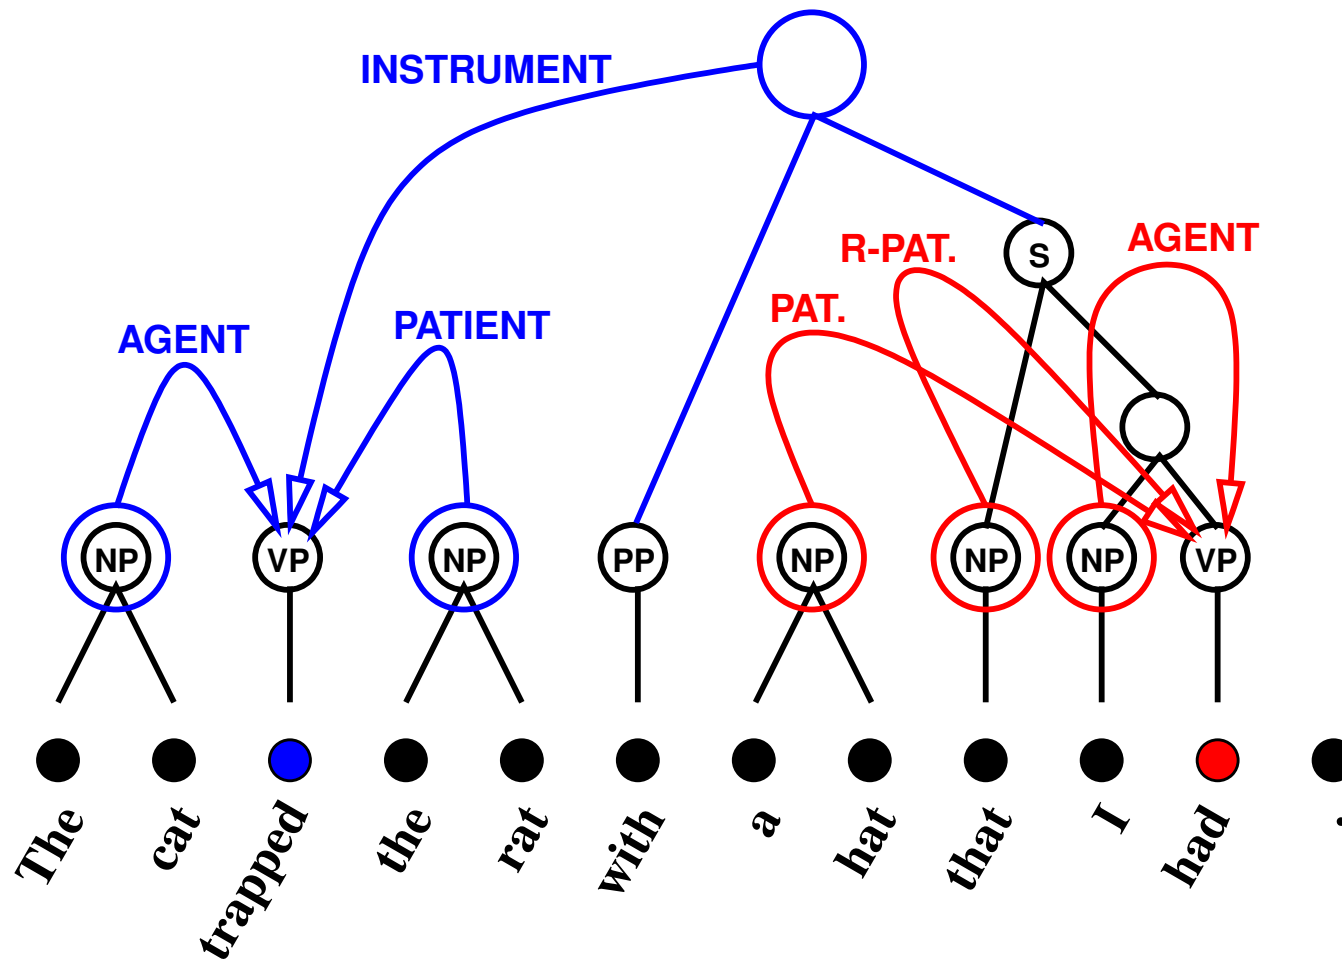 INSTRUMENT
R-PAT.
AGENT
S
PAT.
AGENT
PATIENT
NP VP NP PP NP NP NP VP
The cat trapped the rat with a hat that I had .